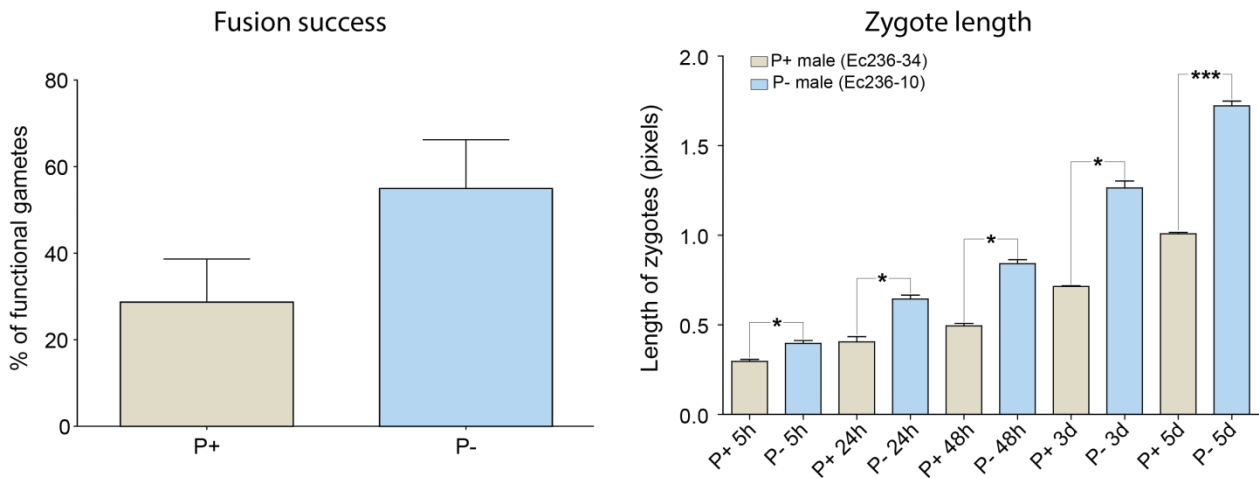 Fusion success
% of functional gametes
80
60
40
20
0
P+
P-
Zygote length
Length of zygotes (pixels)
2.0
1.5
1.0
0.5
0.0
P+ male (Ec236-34)
P- male (Ec236-10)
*
*
*
*
***
P+ 5h
P- 5h
P+ 24h
P- 24h
P+ 48h
P- 48h
P+ 3d
P- 3d
P+ 5d
P- 5d